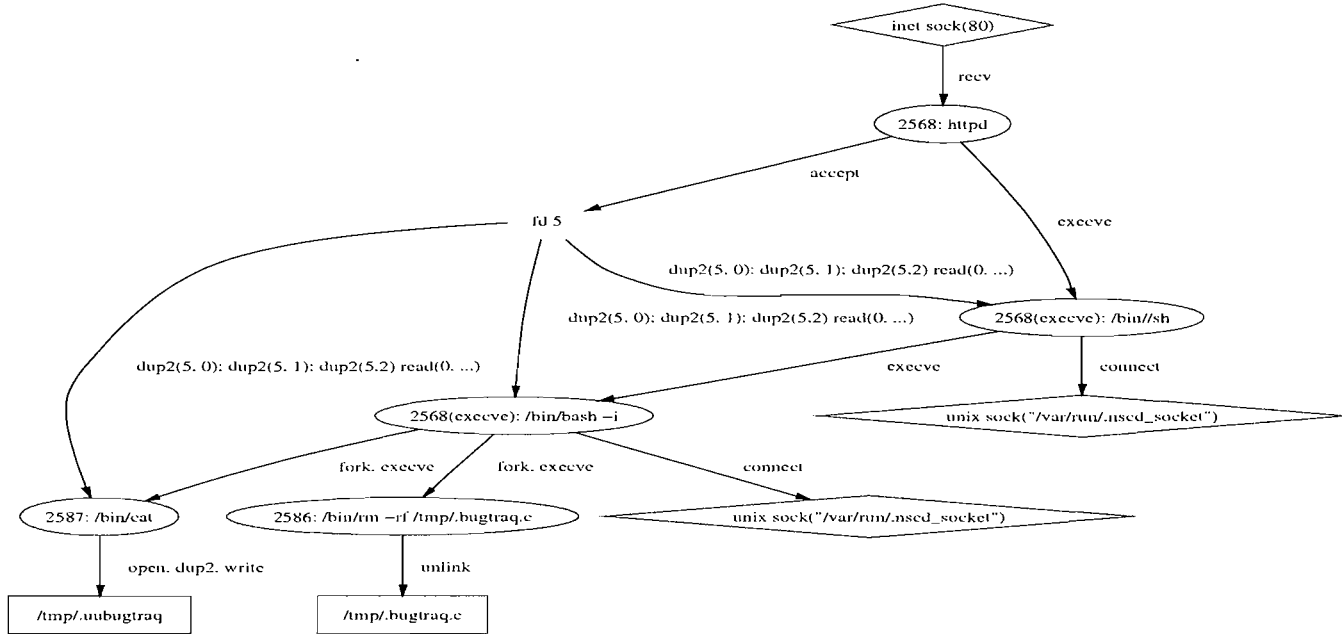 inet sock(80)
recv
2568: httpd
accept
fd 5
execve
dup2(5, 0); dup2(5, 1); dup2(5,2) read(0, ...)
dup2(5, 0); dup2(5, 1); dup2(5,2) read(0, ...)
2568(execve): /bin//sh
dup2(5, 0); dup2(5, 1); dup2(5,2) read(0, ...)
execve
connect
2568(execve): /bin/bash −i
unix sock("/var/run/.nscd_socket")
fork, execve
fork, execve
connect
2587: /bin/cat
2586: /bin/rm −rf /tmp/.bugtraq.c
unix sock("/var/run/.nscd_socket")
open, dup2, write
unlink
/tmp/.uubugtraq
/tmp/.bugtraq.c